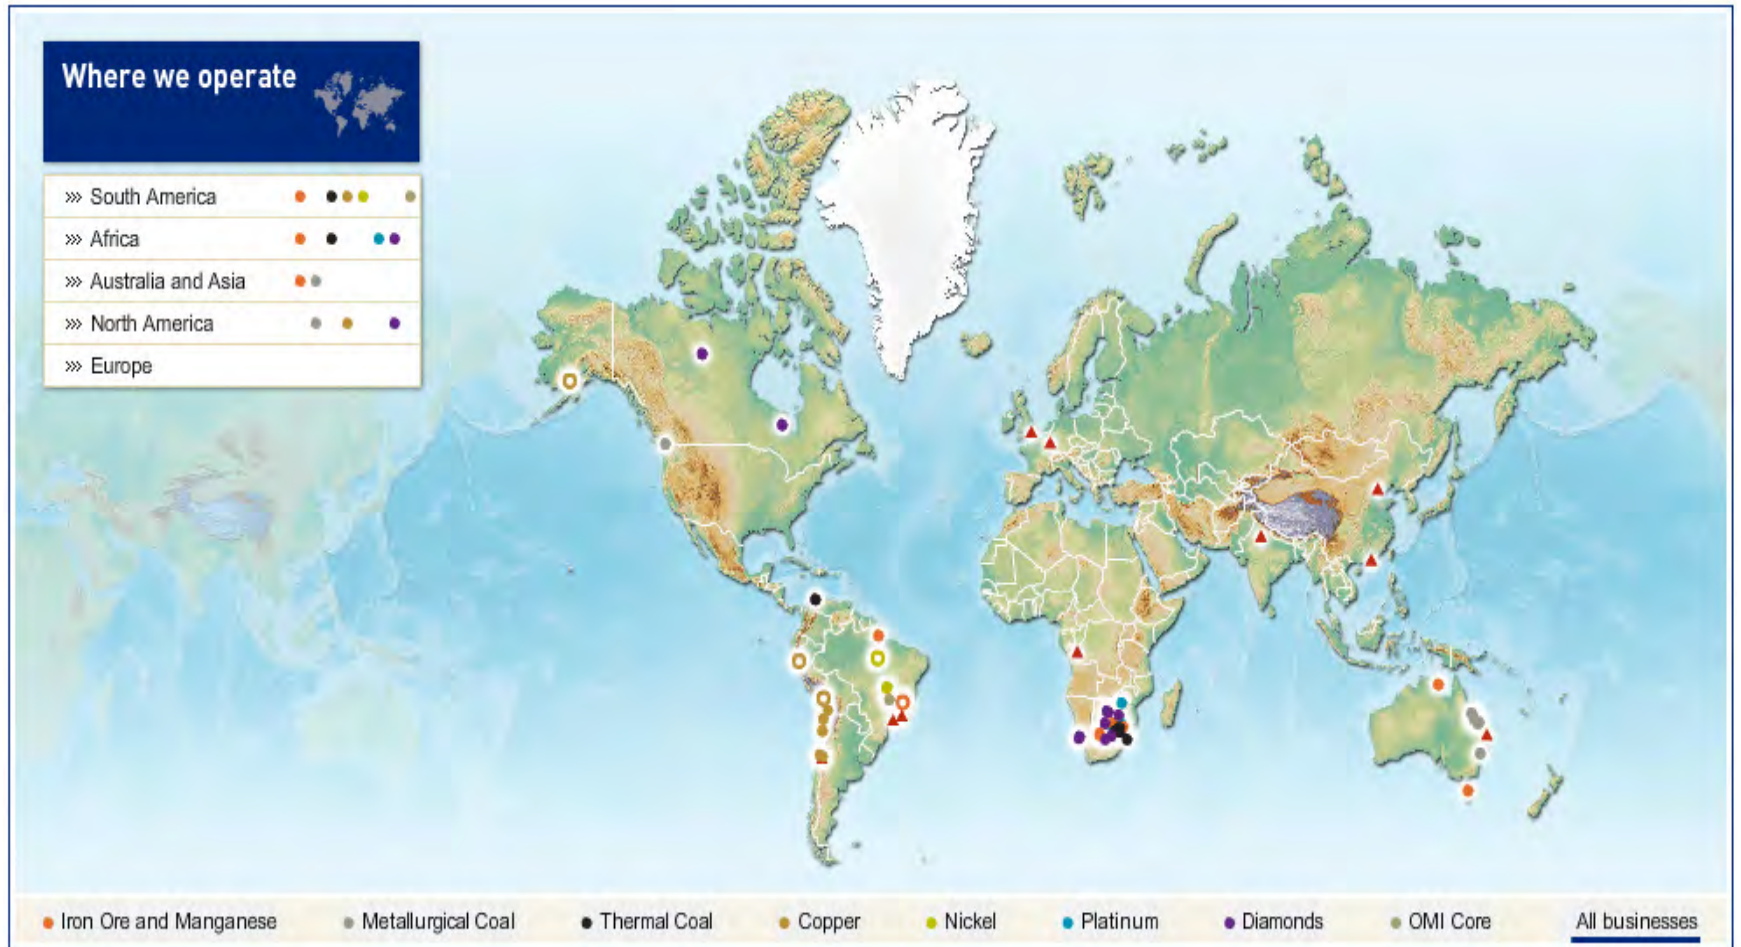 Where we operate
››› South America
››› Africa
››› Australia and Asia
››› North America
››› Europe
Iron Ore and Manganese Metallurgical Coal Thermal Coal Copper Nickel Platinum Diamonds OMI Core All businesses